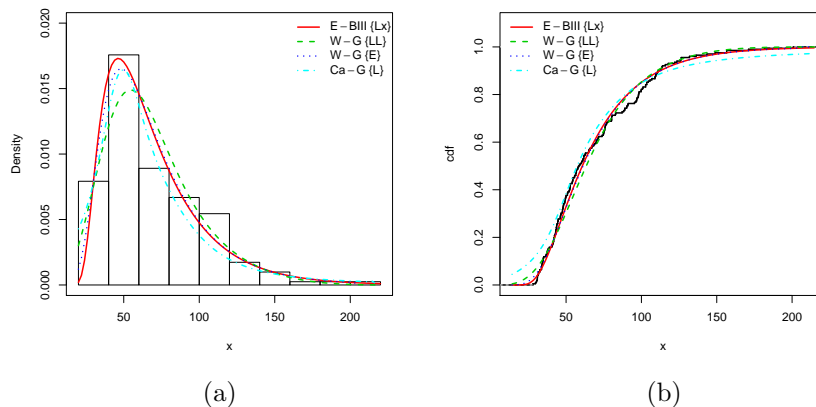 E − BIII {Lx}
W − G {LL}
W − G {E}
Ca − G {L}
Density
0.000
0.005
0.010
0.015
0.020
50
100
150
200
x
(a)
E − BIII {Lx}
W − G {LL}
W − G {E}
Ca − G {L}
cdf
0.0
0.2
0.4
0.6
0.8
1.0
50
100
150
200
x
(b)